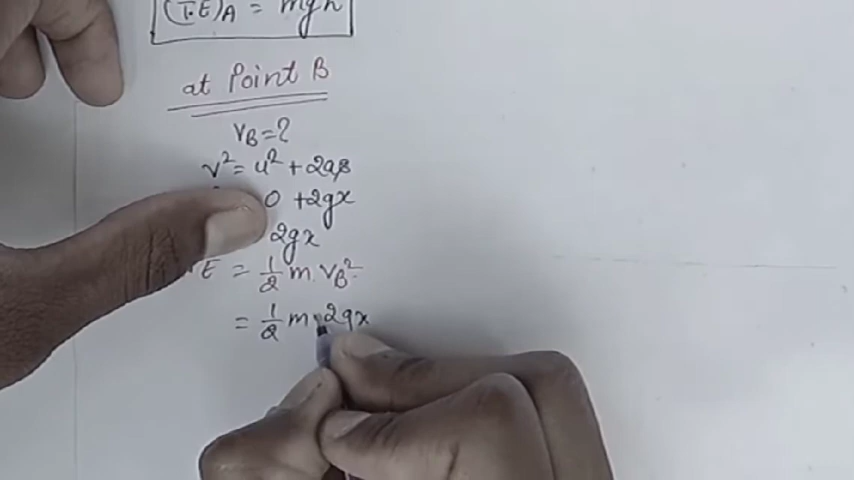 (T.E)A = mgh
at Point B
VB = ?
v² = u² + 2as
0 + 2gx
2gx
E = 1/2 m VB²
= 1/2 m · 2gx